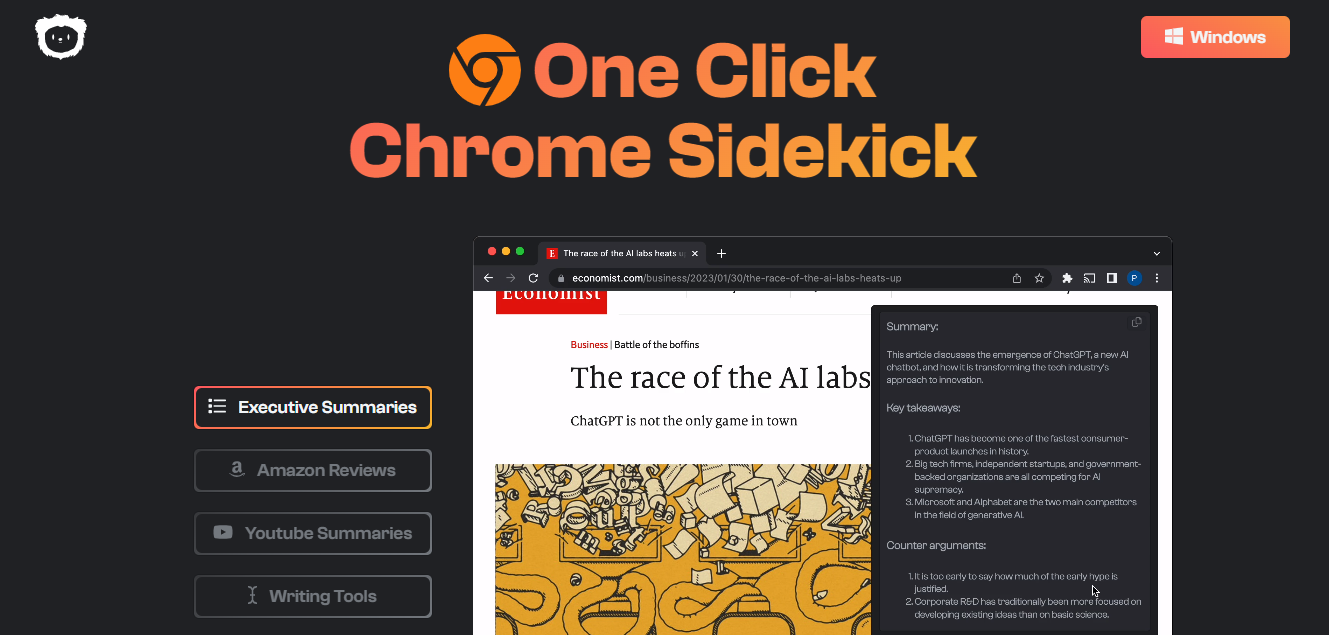 Windows
One Click
Chrome Sidekick
The race of the AI labs heats u
economist.com/business/2023/01/30/the-race-of-the-ai-labs-heats-up
P
Economist
Business | Battle of the boffins
The race of the AI labs
ChatGPT is not the only game in town
Executive Summaries
Amazon Reviews
Youtube Summaries
Writing Tools
Summary:
This article discusses the emergence of ChatGPT, a new AI
chatbot, and how it is transforming the tech industry's
approach to innovation.
Key takeaways:
1. ChatGPT has become one of the fastest consumer-
product launches in history.
2. Big tech firms, independent startups, and government-
backed organizations are all competing for AI
supremacy.
3. Microsoft and Alphabet are the two main competitors
in the field of generative AI.
Counter arguments:
1. It is too early to say how much of the early hype is
justified.
2. Corporate R&D has traditionally been more focused on
developing existing ideas than on basic science.